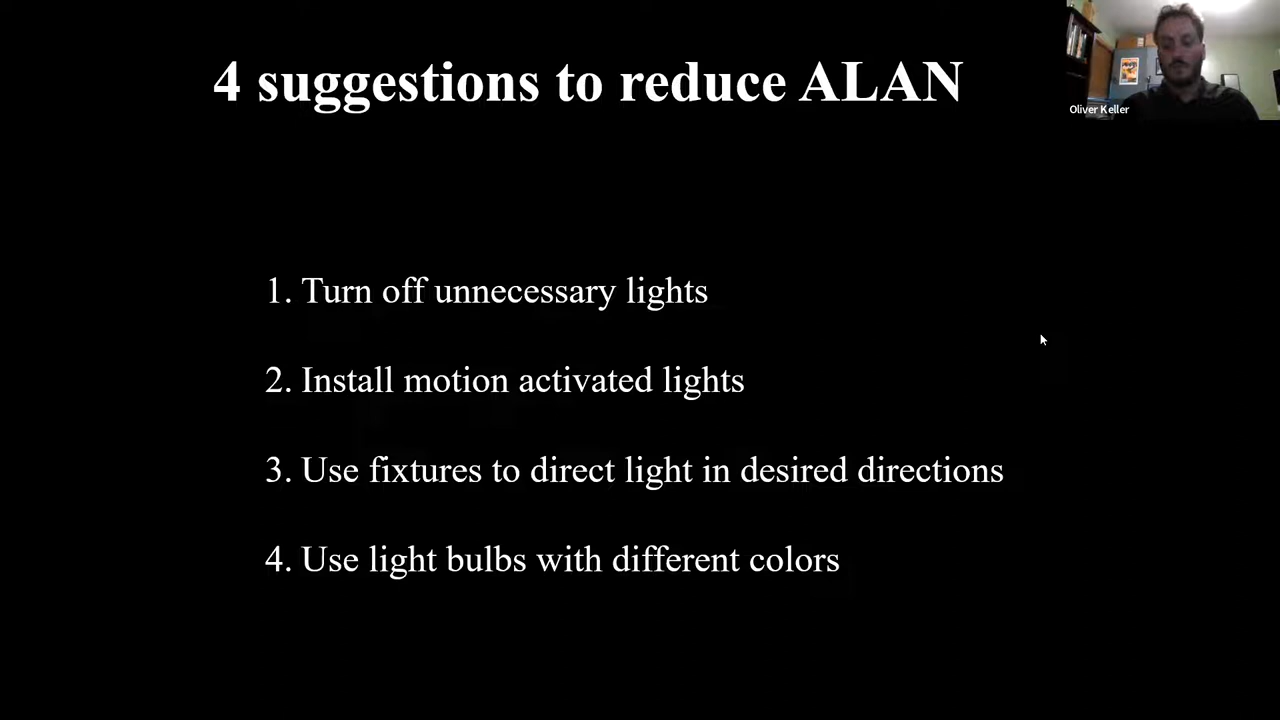 4 suggestions to reduce ALAN
Oliver Keller
1. Turn off unnecessary lights
2. Install motion activated lights
3. Use fixtures to direct light in desired directions
4. Use light bulbs with different colors